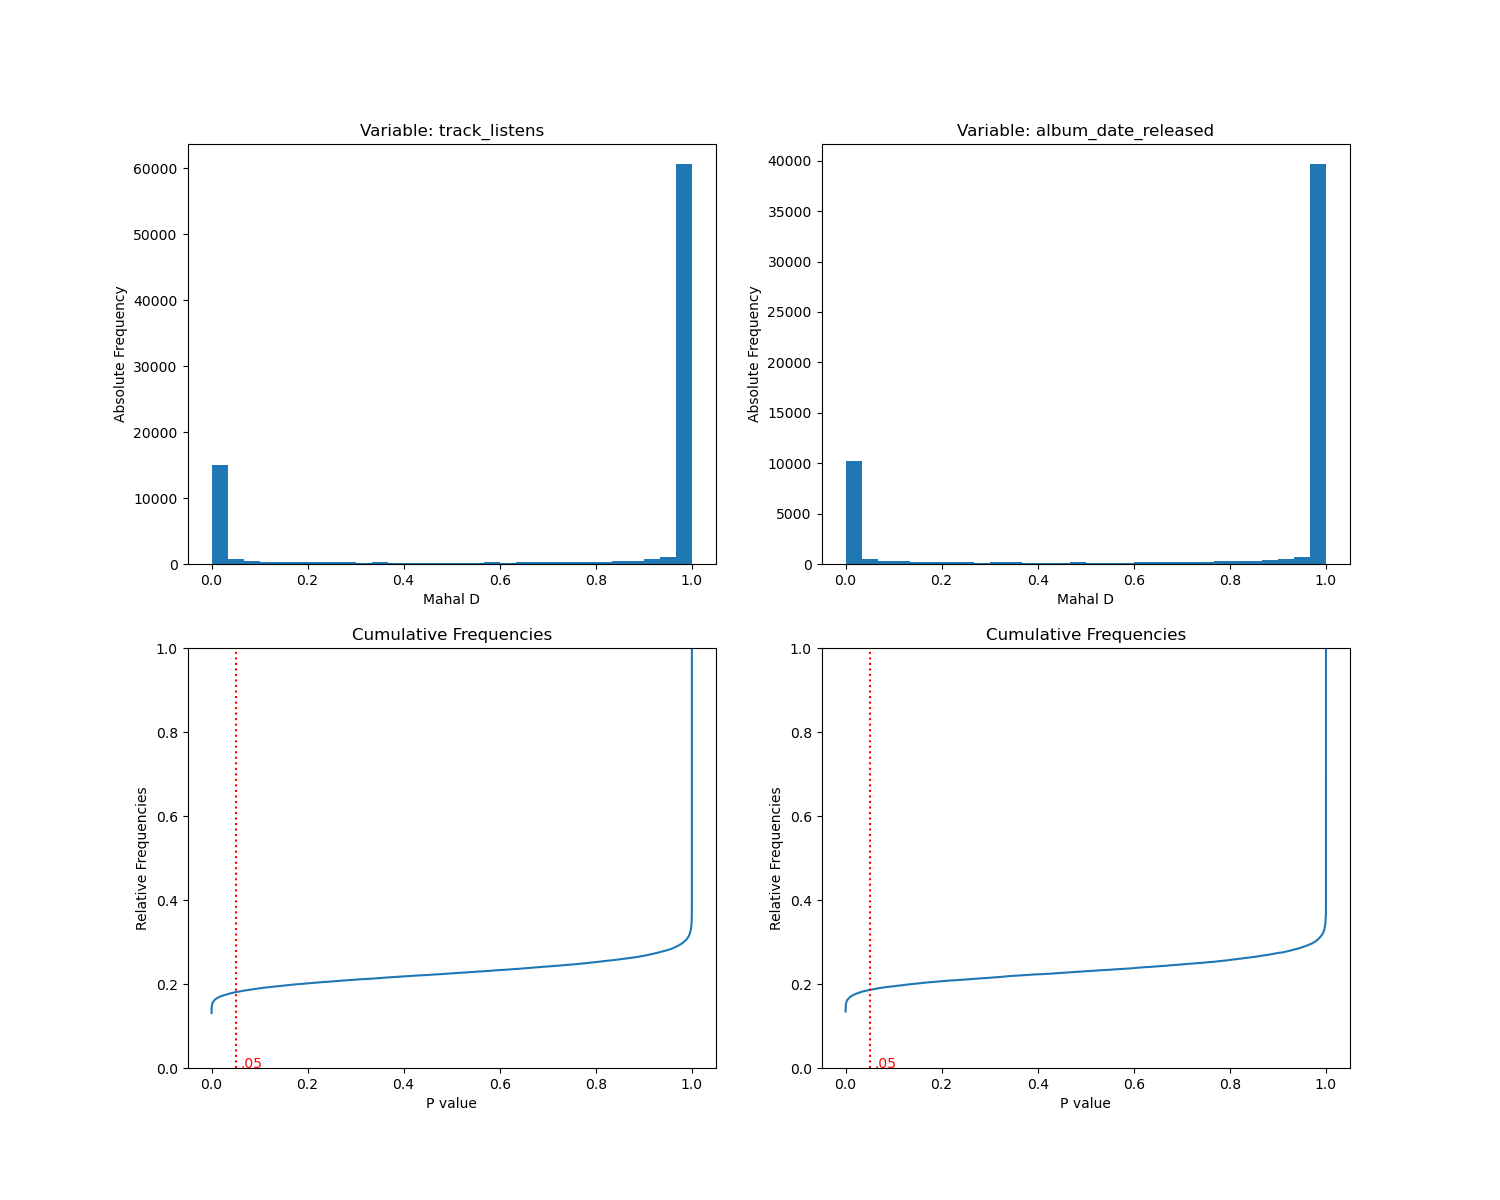 Variable: track_listens
Variable: album_date_released
60000
50000
40000
30000
20000
10000
0
Absolute Frequency
0.0 0.2 0.4 0.6 0.8 1.0
Mahal D
40000
35000
30000
25000
20000
15000
10000
5000
0
Absolute Frequency
0.0 0.2 0.4 0.6 0.8 1.0
Mahal D
Cumulative Frequencies
1.0
0.8
0.6
0.4
0.2
0.0
Relative Frequencies
.05
0.0 0.2 0.4 0.6 0.8 1.0
P value
Cumulative Frequencies
1.0
0.8
0.6
0.4
0.2
0.0
Relative Frequencies
.05
0.0 0.2 0.4 0.6 0.8 1.0
P value